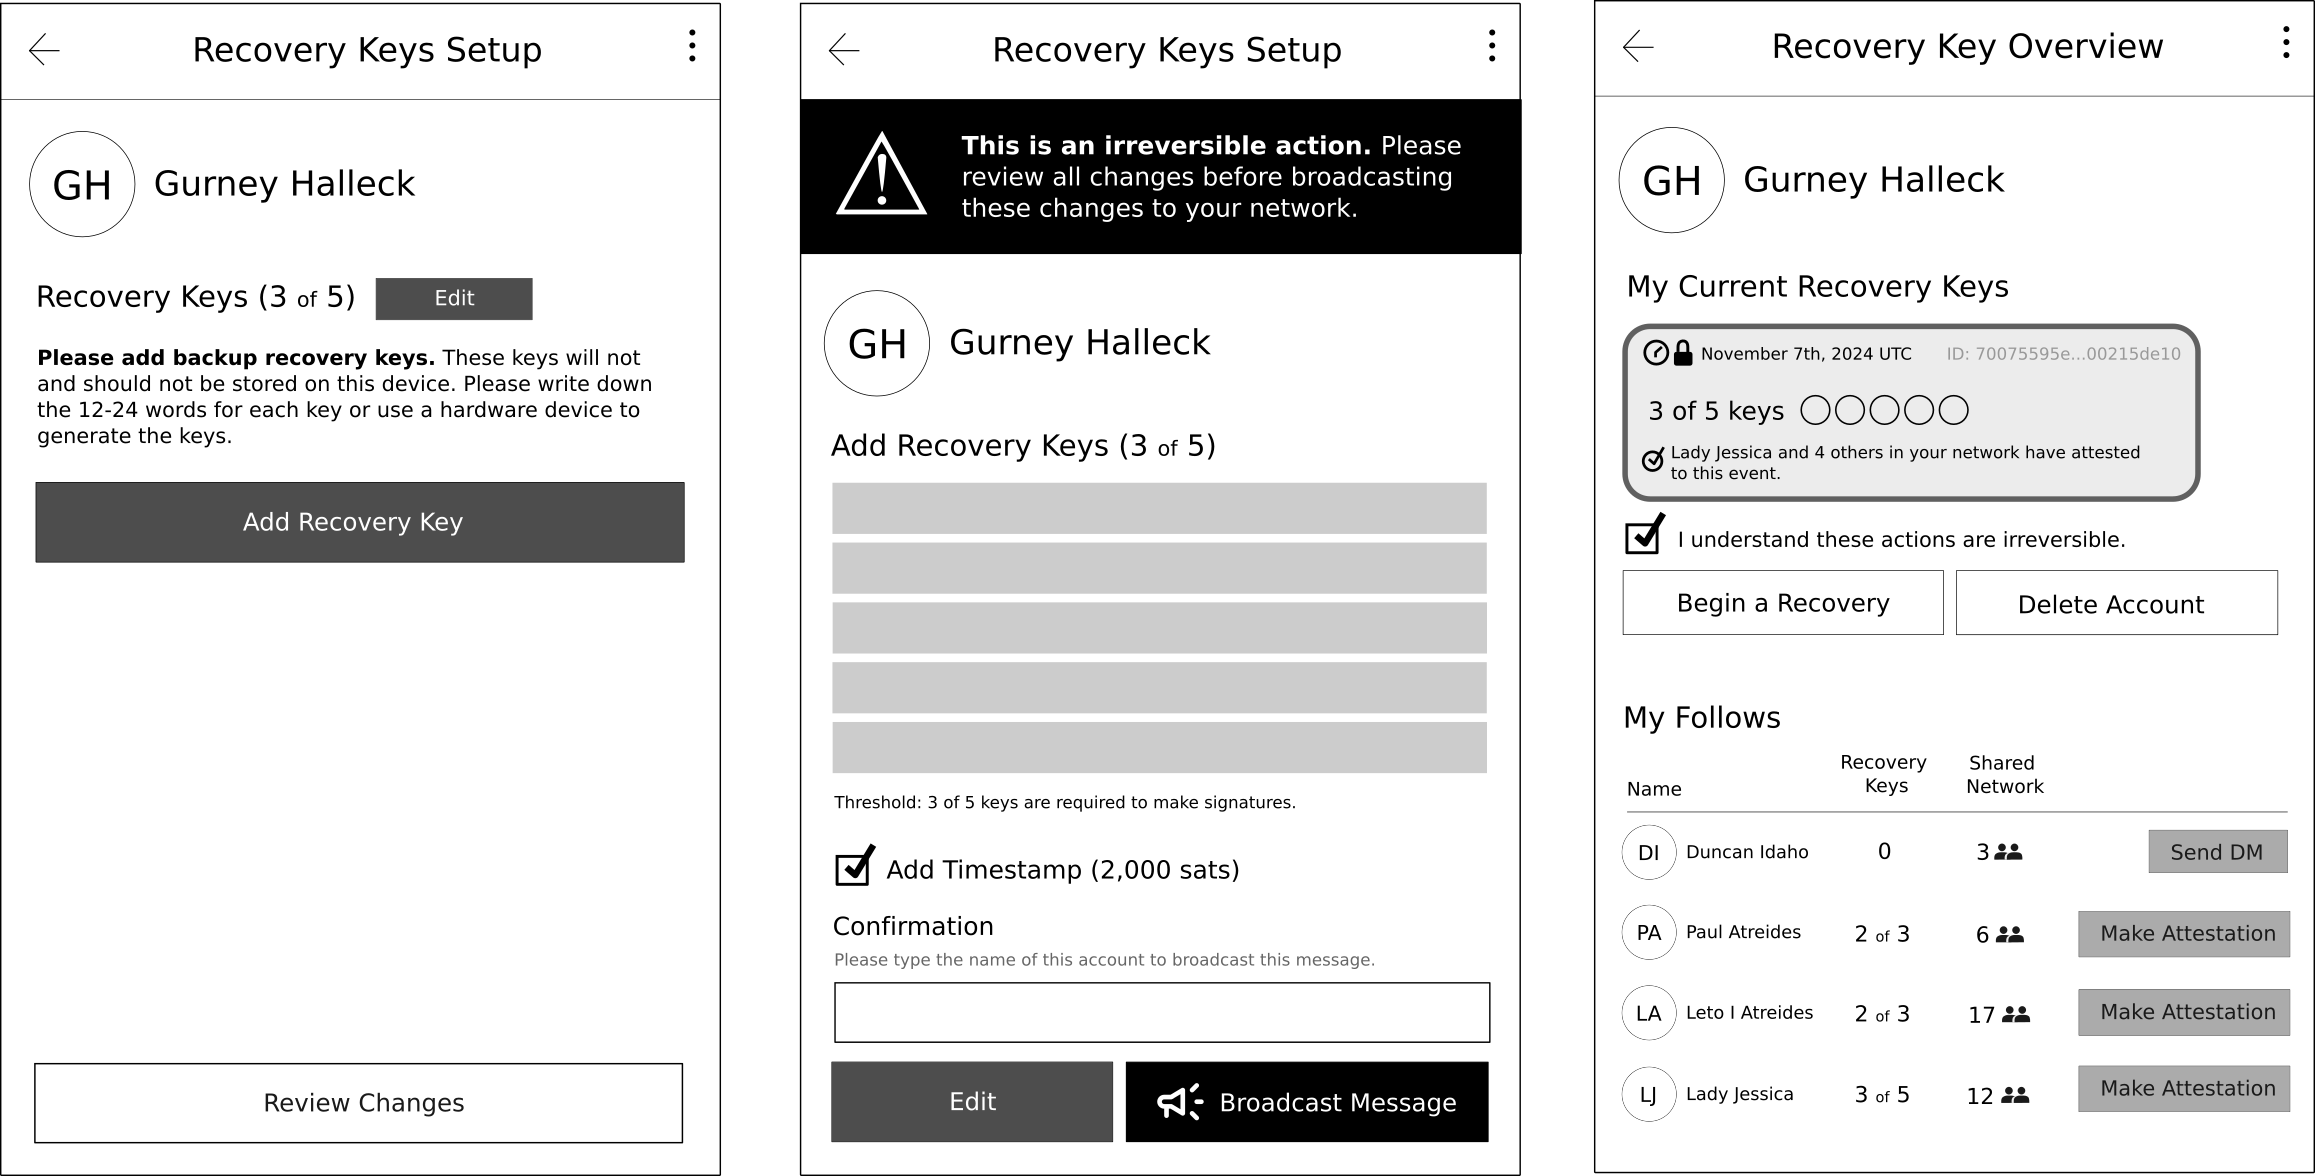 Recovery Keys Setup
GH
Gurney Halleck
Recovery Keys (3 of 5)
Edit
Please add backup recovery keys. These keys will not
and should not be stored on this device. Please write down
the 12-24 words for each key or use a hardware device to
generate the keys.
Add Recovery Key
Review Changes
Recovery Keys Setup
This is an irreversible action. Please
review all changes before broadcasting
these changes to your network.
GH
Gurney Halleck
Add Recovery Keys (3 of 5)
Threshold: 3 of 5 keys are required to make signatures.
Add Timestamp (2,000 sats)
Confirmation
Please type the name of this account to broadcast this message.
Edit
Broadcast Message
Recovery Key Overview
GH
Gurney Halleck
My Current Recovery Keys
November 7th, 2024 UTC
ID: 70075595e...00215de10
3 of 5 keys
Lady Jessica and 4 others in your network have attested
to this event.
I understand these actions are irreversible.
Begin a Recovery
Delete Account
My Follows
Name
Recovery
Keys
Shared
Network
DI Duncan Idaho 0 3 Send DM
PA Paul Atreides 2 of 3 6 Make Attestation
LA Leto I Atreides 2 of 3 17 Make Attestation
LJ Lady Jessica 3 of 5 12 Make Attestation